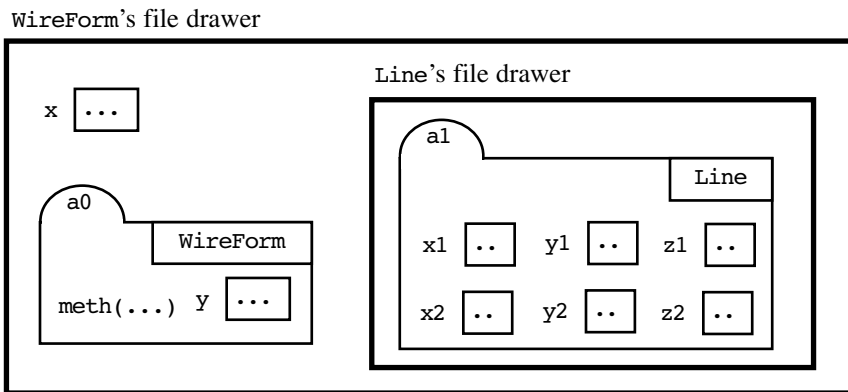 WireForm's file drawer
Line's file drawer
x ...
a1
Line
a0
WireForm
x1 .. y1 .. z1 ..
meth(...) y ...
x2 .. y2 .. z2 ..